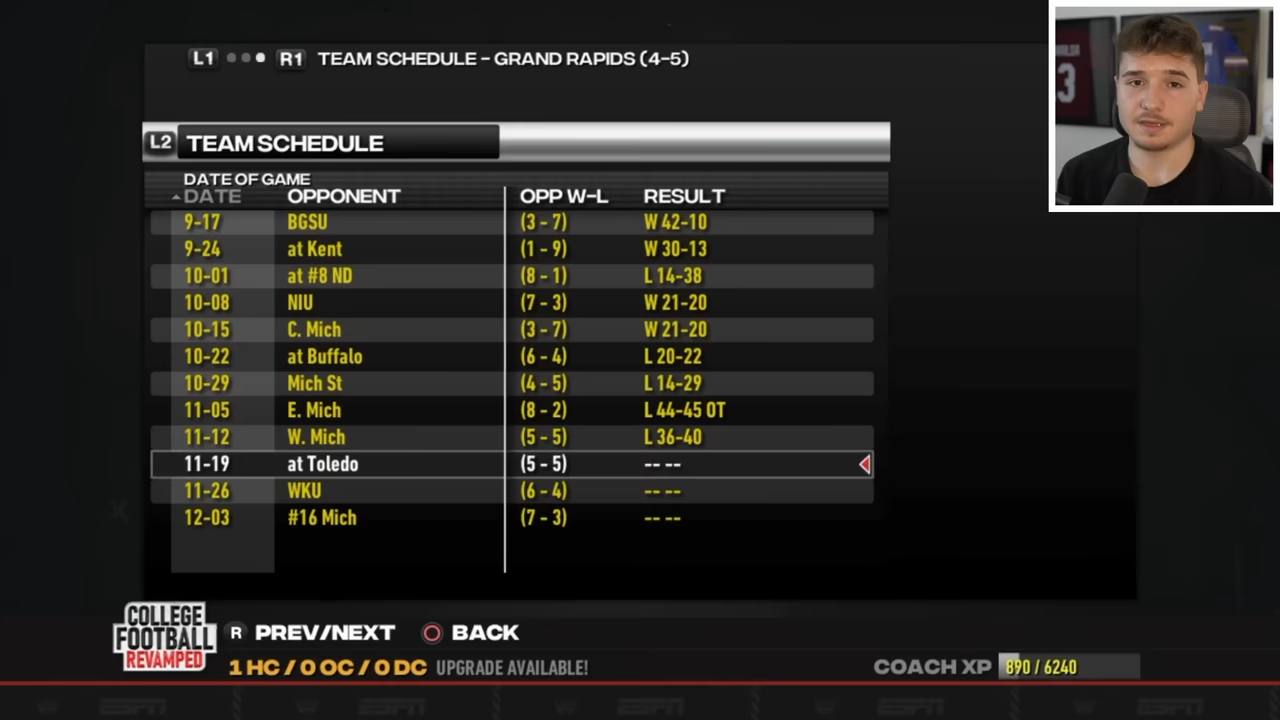 L1 R1 TEAM SCHEDULE - GRAND RAPIDS (4-5)
3
L2 TEAM SCHEDULE
DATE OF GAME
DATE OPPONENT OPP W-L RESULT
9-17 BGSU (3 - 7) W 42-10
9-24 at Kent (1 - 9) W 30-13
10-01 at #8 ND (8 - 1) L 14-38
10-08 NIU (7 - 3) W 21-20
10-15 C. Mich (3 - 7) W 21-20
10-22 at Buffalo (6 - 4) L 20-22
10-29 Mich St (4 - 5) L 14-29
11-05 E. Mich (8 - 2) L 44-45 OT
11-12 W. Mich (5 - 5) L 36-40
11-19 at Toledo (5 - 5) -- --
11-26 WKU (6 - 4) -- --
12-03 #16 Mich (7 - 3) -- --
COLLEGE FOOTBALL REVAMPED
R PREV/NEXT BACK
1 HC / 0 OC / 0 DC UPGRADE AVAILABLE! COACH XP 890 / 6240